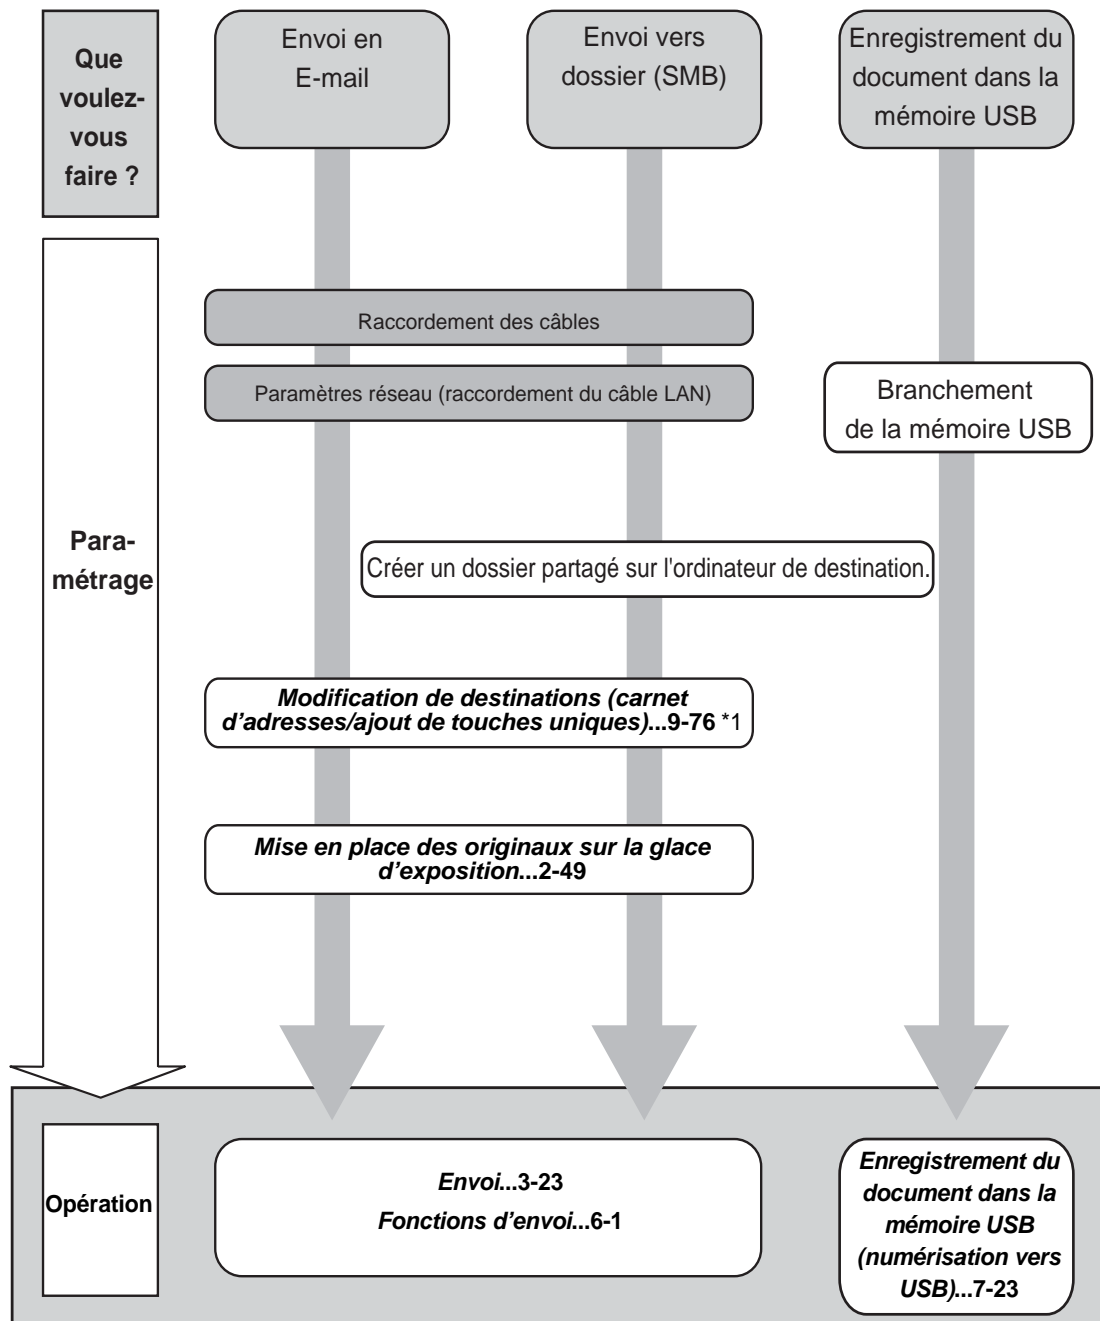 Que
voulez-
vous
faire ?
Envoi en
E-mail
Envoi vers
dossier (SMB)
Enregistrement du
document dans la
mémoire USB
Raccordement des câbles
Paramètres réseau (raccordement du câble LAN)
Branchement
de la mémoire USB
Para-
métrage
Créer un dossier partagé sur l'ordinateur de destination.
Modification de destinations (carnet
d’adresses/ajout de touches uniques)...9-76 *1
Mise en place des originaux sur la glace
d’exposition...2-49
Opération
Envoi...3-23
Fonctions d’envoi...6-1
Enregistrement du
document dans la
mémoire USB
(numérisation vers
USB)...7-23